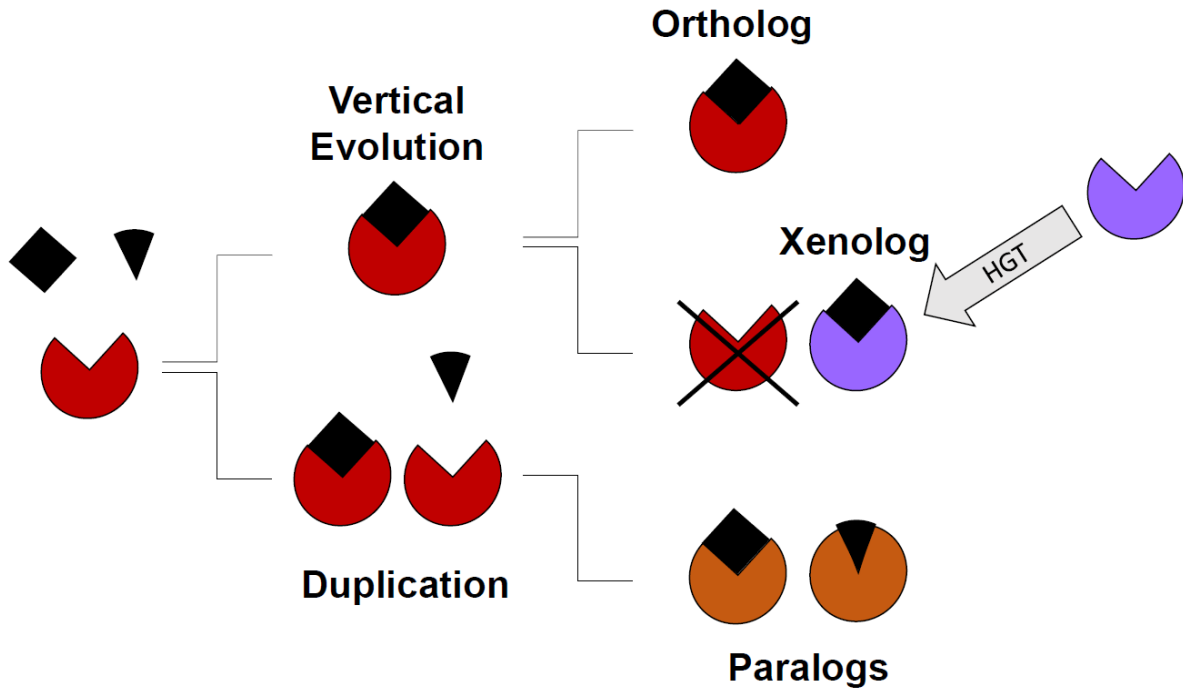 Ortholog
Vertical
Evolution
Xenolog
HGT
Duplication
Paralogs